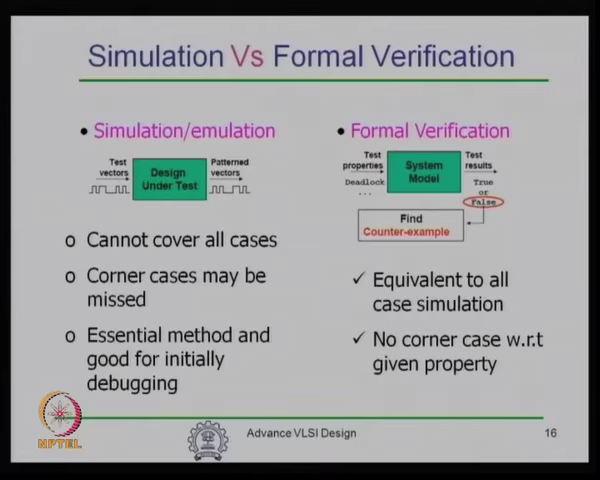 Simulation Vs Formal Verification
• Simulation/emulation
Test
vectors
Design
Under Test
Patterned
vectors
o Cannot cover all cases
o Corner cases may be
missed
o Essential method and
good for initially
debugging
• Formal Verification
Test
properties
Deadlock
...
System
Model
Test
results
True
or
False
Find
Counter-example
✓ Equivalent to all
case simulation
✓ No corner case w.r.t
given property
NPTEL
Advance VLSI Design
16